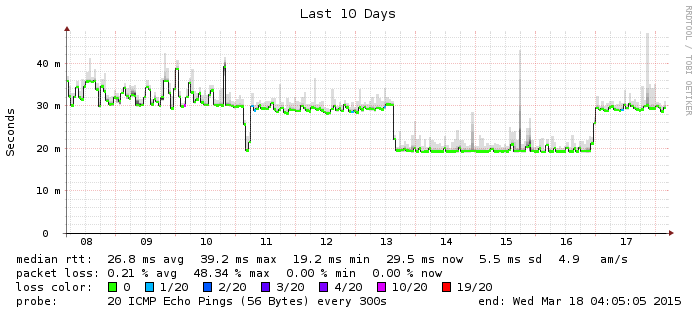 Last 10 Days
RRDTOOL / TOBI OETIKER
Seconds
40 m
30 m
20 m
10 m
0
08 09 10 11 12 13 14 15 16 17
median rtt: 26.8 ms avg 39.2 ms max 19.2 ms min 29.5 ms now 5.5 ms sd 4.9 am/s
packet loss: 0.21 % avg 48.34 % max 0.00 % min 0.00 % now
loss color: 0 1/20 2/20 3/20 4/20 10/20 19/20
probe: 20 ICMP Echo Pings (56 Bytes) every 300s end: Wed Mar 18 04:05:05 2015